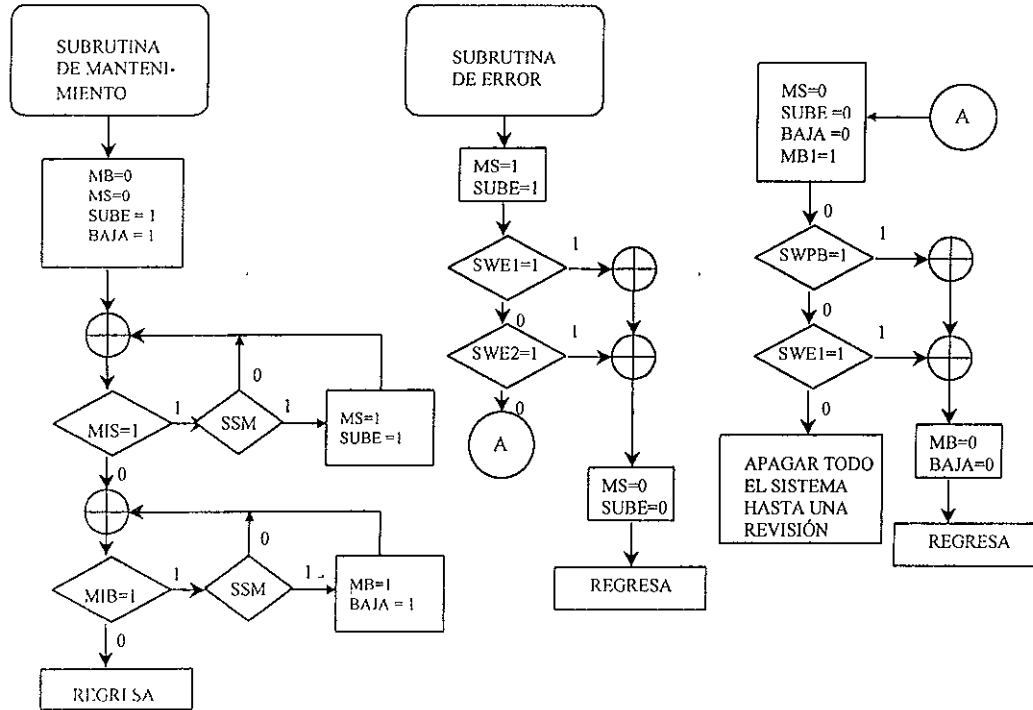 SUBRUTINA
DE MANTENI-
MIENTO
MB=0
MS=0
SUBE = 1
BAJA = 1
MIS=1
1
0
SSM
0
1
MS=1
SUBE =1
MIB=1
1
0
SSM
0
1
MB=1
BAJA = 1
REGRESA
SUBRUTINA
DE ERROR
MS=1
SUBE=1
SWE1=1
1
0
SWE2=1
1
0
A
MS=0
SUBE=0
REGRESA
A
MS=0
SUBE =0
BAJA =0
MB1=1
0
SWPB=1
1
SWE1=1
1
0
APAGAR TODO
EL SISTEMA
HASTA UNA
REVISIÓN
MB=0
BAJA=0
REGRESA